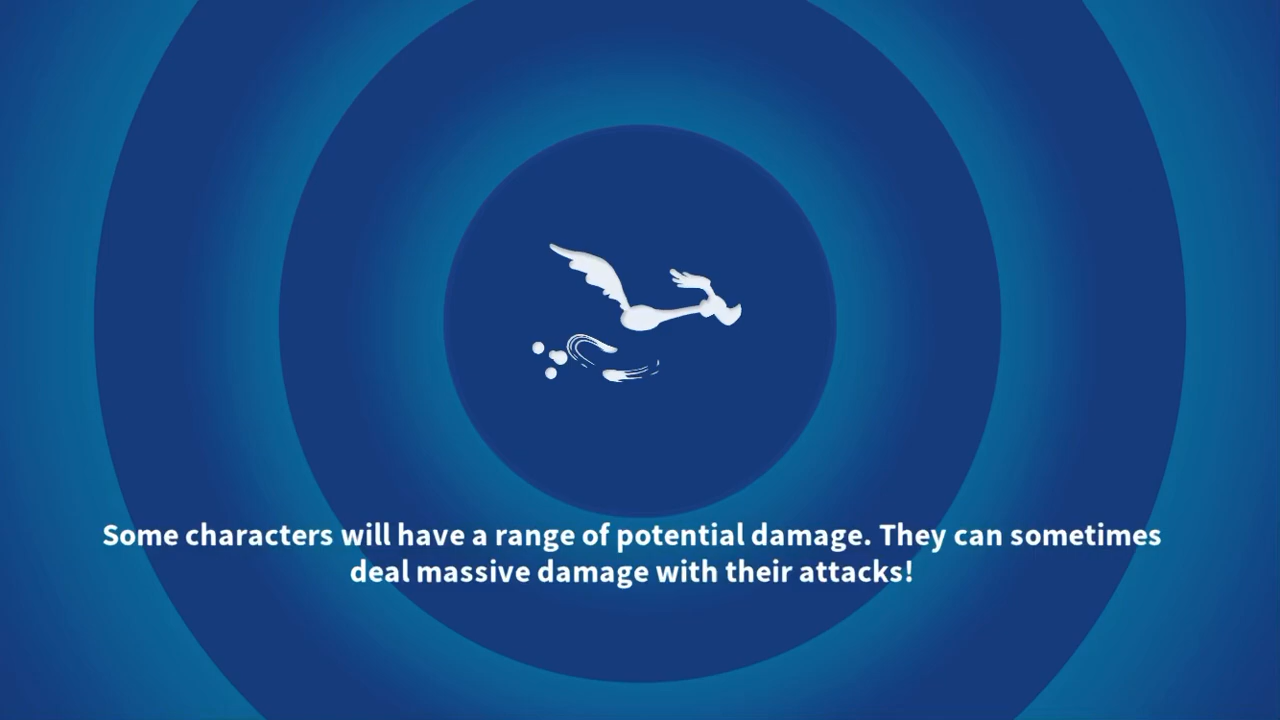 Some characters will have a range of potential damage. They can sometimes
deal massive damage with their attacks!